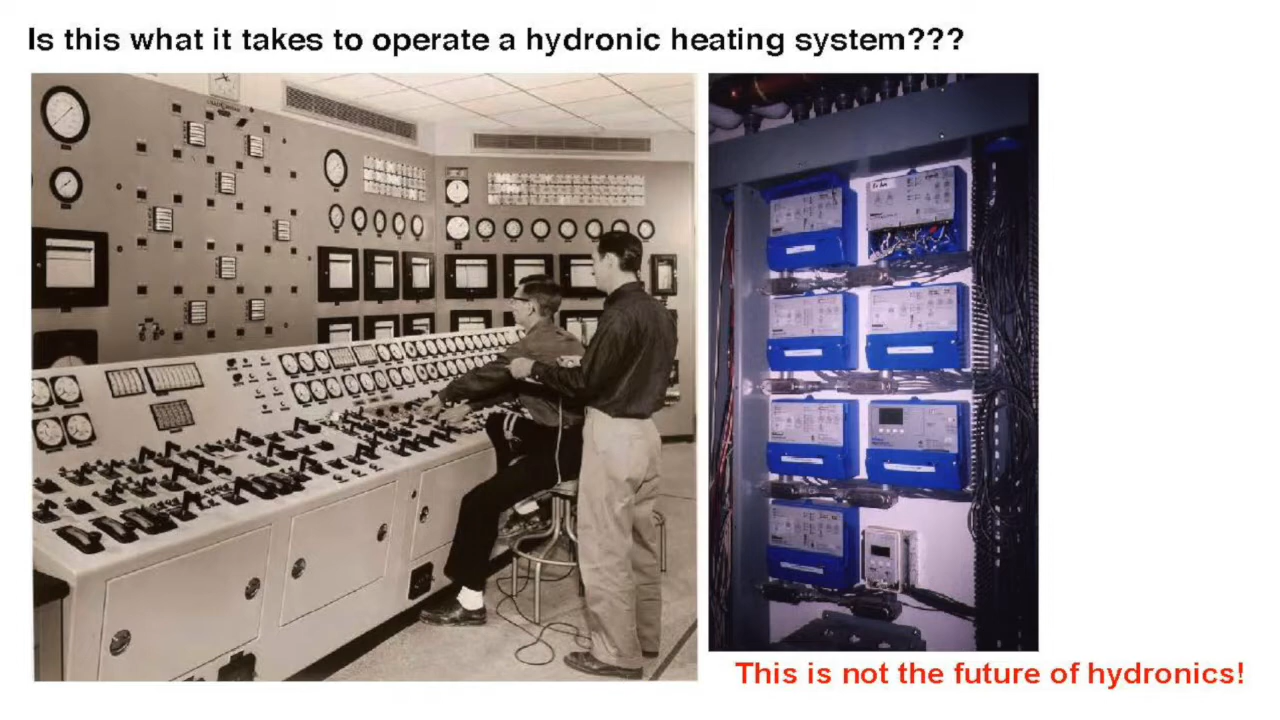 Is this what it takes to operate a hydronic heating system???
This is not the future of hydronics!